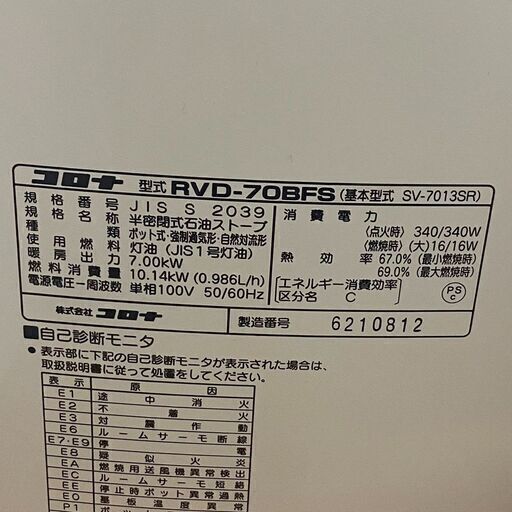 コロナ 型式 RVD-70BFS (基本型式 SV-7013SR)
規格番号 JIS S 2039
規格名称 半密閉式石油ストーブ
種類 ポット式・強制通気形・自然対流形
使用燃料 灯油 (JIS1号灯油)
暖房出力 7.00kW
燃料消費量 10.14kW (0.986L/h)
電源電圧-周波数 単相100V 50/60Hz
消費電力
(点火時) 340/340W
(燃焼時) (大) 16/16W
熱効率 67.0% (最小燃焼時)
69.0% (最大燃焼時)
[エネルギー消費効率]
区分名 C
PS
C
株式会社 コロナ
製造番号 6210812
■自己診断モニタ
● 表示部に下記の自己診断モニタが表示された場合は、
取扱説明書に従って処置をしてください。
表示 原因
E1 途中消火
E2 不着火
E3 対震作動
E6 ルームサーモ断線
E7・E9 停電
E8 疑似火炎
EA 燃焼用送風機異常検出
EC ルームサーモ短絡
EE 停止時ポット異常過熱
E0 基板温度異常
P1